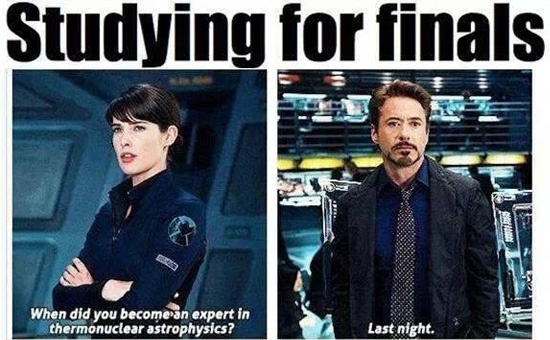 Studying for finals
When did you become an expert in
thermonuclear astrophysics?
Last night.